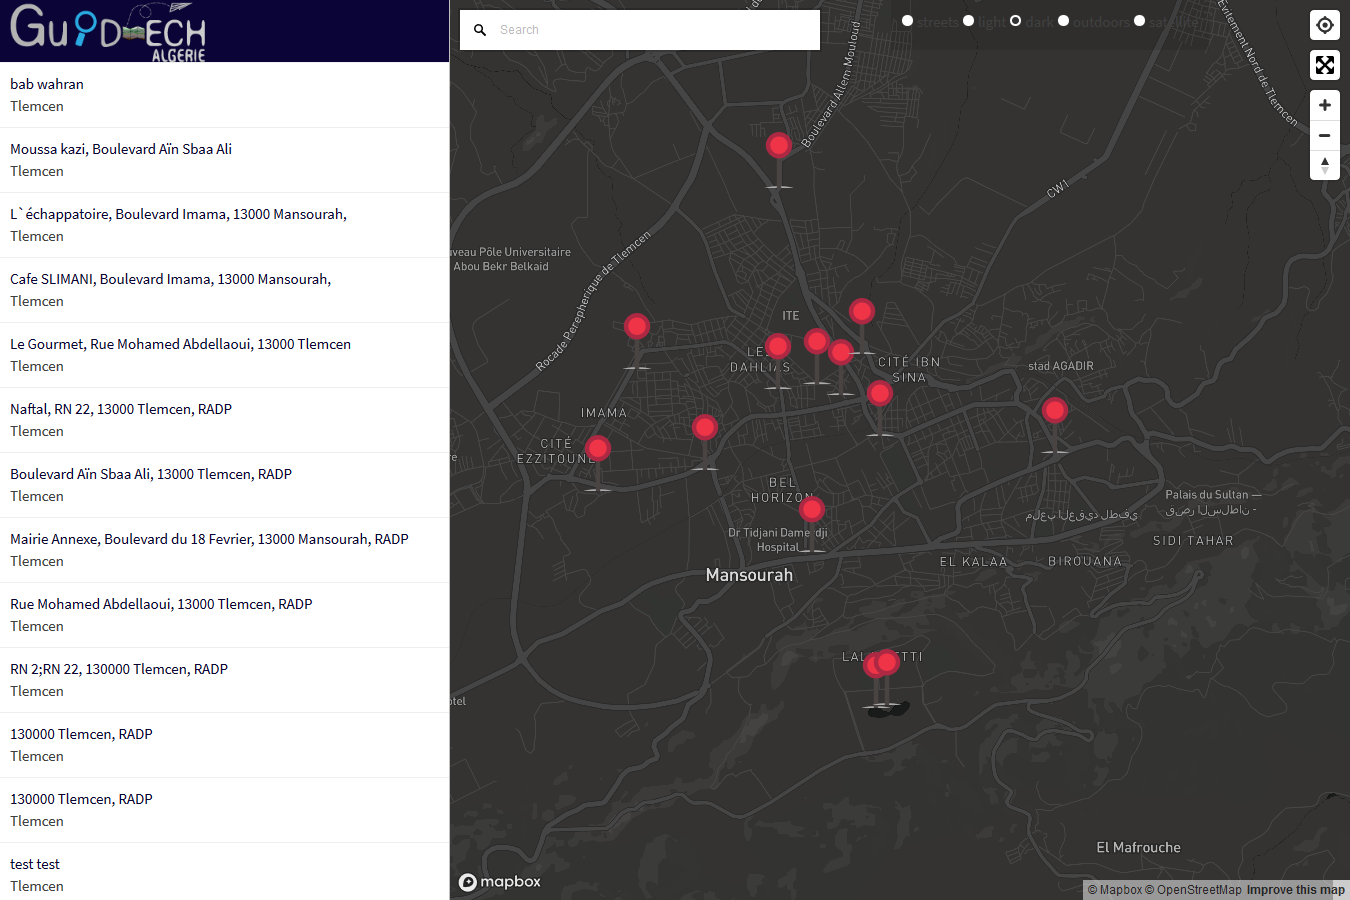 GuiDTECH
ALGERIE
bab wahran
Tlemcen
Moussa kazi, Boulevard Aïn Sbaa Ali
Tlemcen
L`échappatoire, Boulevard Imama, 13000 Mansourah,
Tlemcen
Cafe SLIMANI, Boulevard Imama, 13000 Mansourah,
Tlemcen
Le Gourmet, Rue Mohamed Abdellaoui, 13000 Tlemcen
Tlemcen
Naftal, RN 22, 13000 Tlemcen, RADP
Tlemcen
Boulevard Aïn Sbaa Ali, 13000 Tlemcen, RADP
Tlemcen
Mairie Annexe, Boulevard du 18 Fevrier, 13000 Mansourah, RADP
Tlemcen
Rue Mohamed Abdellaoui, 13000 Tlemcen, RADP
Tlemcen
RN 2;RN 22, 130000 Tlemcen, RADP
Tlemcen
130000 Tlemcen, RADP
Tlemcen
130000 Tlemcen, RADP
Tlemcen
test test
Tlemcen
Search
streets light dark outdoors satellite
Boulevard Allem Mouloud
Evitement Nord de Tlemcen
CW1
Pôle Universitaire
Abou Bekr Belkaid
Rocade Perepherique de Tlemcen
ITE
DAHLIAS
CITÉ IBN
SINA
stad AGADIR
IMAMA
CITÉ
EZZITOUNE
BEL
HORIZON
Dr Tidjani
Hospital
Palais du Sultan —
قصر السلطان -
ملعب العقيد لطفي
SIDI TAHAR
EL KALAA
BIROUANA
Mansourah
El Mafrouche
mapbox
© Mapbox © OpenStreetMap Improve this map